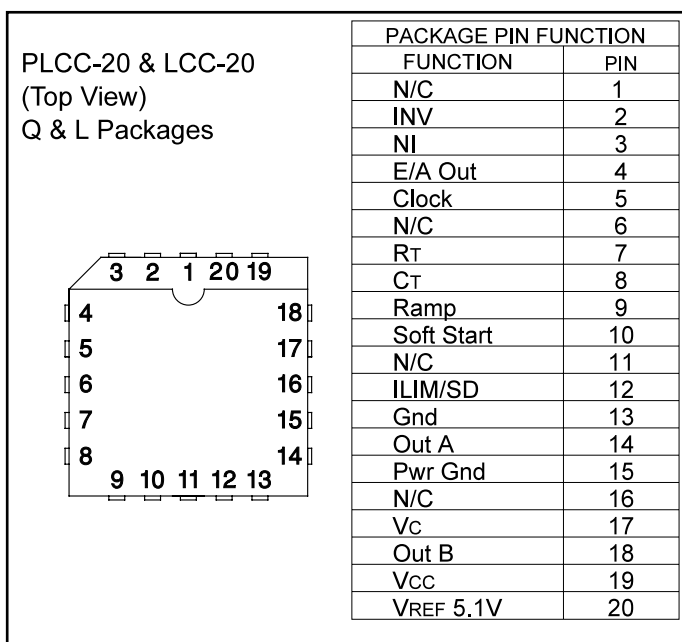 PLCC-20 & LCC-20
(Top View)
Q & L Packages
3 2 1 20 19
4 18
5 17
6 16
7 15
8 14
9 10 11 12 13
PACKAGE PIN FUNCTION
FUNCTION PIN
N/C 1
INV 2
NI 3
E/A Out 4
Clock 5
N/C 6
RT 7
CT 8
Ramp 9
Soft Start 10
N/C 11
ILIM/SD 12
Gnd 13
Out A 14
Pwr Gnd 15
N/C 16
VC 17
Out B 18
VCC 19
VREF 5.1V 20